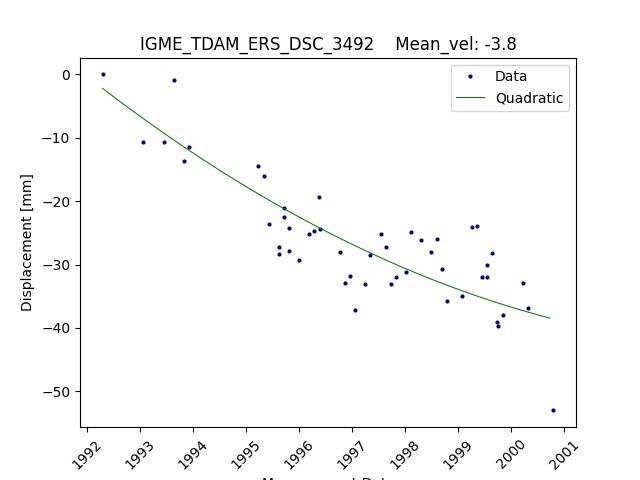 IGME_TDAM_ERS_DSC_3492    Mean_vel: -3.8
Data
Quadratic
Displacement [mm]
0
−10
−20
−30
−40
−50
1992 1993 1994 1995 1996 1997 1998 1999 2000 2001